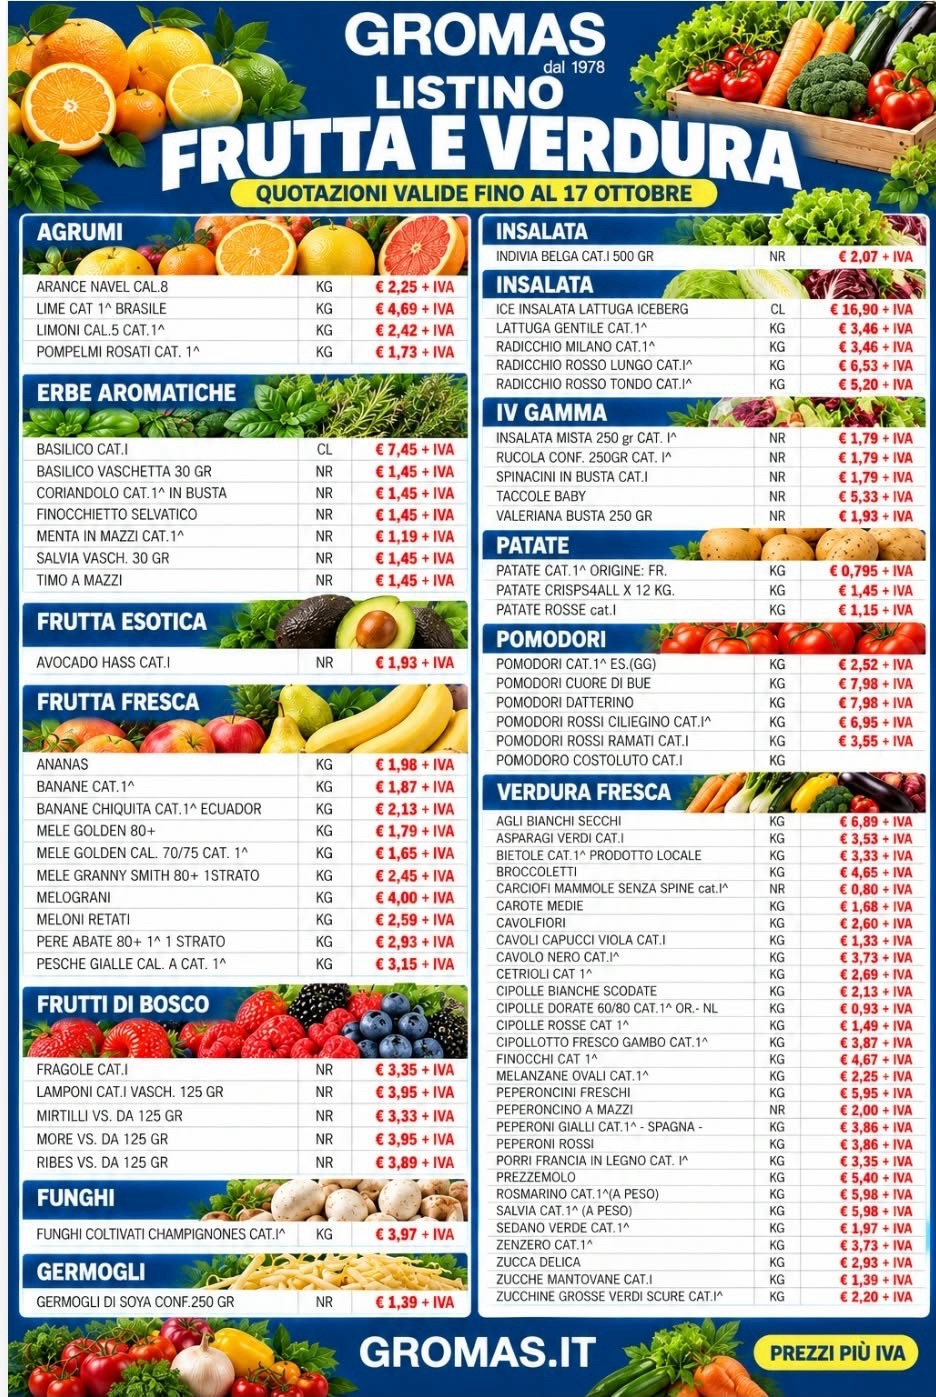 GROMAS
dal 1978
LISTINO
FRUTTA E VERDURA
QUOTAZIONI VALIDE FINO AL 17 OTTOBRE
AGRUMI
ARANCE NAVEL CAL.8 KG € 2,25 + IVA
LIME CAT 1^ BRASILE KG € 4,69 + IVA
LIMONI CAL.5 CAT.1^ KG € 2,42 + IVA
POMPELMI ROSATI CAT. 1^ KG € 1,73 + IVA
ERBE AROMATICHE
BASILICO CAT.I CL € 7,45 + IVA
BASILICO VASCHETTA 30 GR NR € 1,45 + IVA
CORIANDOLO CAT.1^ IN BUSTA NR € 1,45 + IVA
FINOCCHIETTO SELVATICO NR € 1,45 + IVA
MENTA IN MAZZI CAT.1^ NR € 1,19 + IVA
SALVIA VASCH. 30 GR NR € 1,45 + IVA
TIMO A MAZZI NR € 1,45 + IVA
FRUTTA ESOTICA
AVOCADO HASS CAT.I NR € 1,93 + IVA
FRUTTA FRESCA
ANANAS KG € 1,98 + IVA
BANANE CAT.1^ KG € 1,87 + IVA
BANANE CHIQUITA CAT.1^ ECUADOR KG € 2,13 + IVA
MELE GOLDEN 80+ KG € 1,79 + IVA
MELE GOLDEN CAL. 70/75 CAT. 1^ KG € 1,65 + IVA
MELE GRANNY SMITH 80+ 1STRATO KG € 2,45 + IVA
MELOGRANI KG € 4,00 + IVA
MELONI RETATI KG € 2,59 + IVA
PERE ABATE 80+ 1^ 1 STRATO KG € 2,93 + IVA
PESCHE GIALLE CAL. A CAT. 1^ KG € 3,15 + IVA
FRUTTI DI BOSCO
FRAGOLE CAT.I NR € 3,35 + IVA
LAMPONI CAT.I VASCH. 125 GR NR € 3,95 + IVA
MIRTILLI VS. DA 125 GR NR € 3,33 + IVA
MORE VS. DA 125 GR NR € 3,95 + IVA
RIBES VS. DA 125 GR NR € 3,89 + IVA
FUNGHI
FUNGHI COLTIVATI CHAMPIGNONES CAT.I^ KG € 3,97 + IVA
GERMOGLI
GERMOGLI DI SOYA CONF.250 GR NR € 1,39 + IVA
INSALATA
INDIVIA BELGA CAT.I 500 GR NR € 2,07 + IVA
INSALATA
ICE INSALATA LATTUGA ICEBERG CL € 16,90 + IVA
LATTUGA GENTILE CAT.1^ KG € 3,46 + IVA
RADICCHIO MILANO CAT.1^ KG € 3,46 + IVA
RADICCHIO ROSSO LUNGO CAT.I^ KG € 6,53 + IVA
RADICCHIO ROSSO TONDO CAT.I^ KG € 5,20 + IVA
IV GAMMA
INSALATA MISTA 250 gr CAT. I^ NR € 1,79 + IVA
RUCOLA CONF. 250GR CAT. I^ NR € 1,79 + IVA
SPINACINI IN BUSTA CAT.I NR € 1,79 + IVA
TACCOLE BABY NR € 5,33 + IVA
VALERIANA BUSTA 250 GR NR € 1,93 + IVA
PATATE
PATATE CAT.1^ ORIGINE: FR. KG € 0,795 + IVA
PATATE CRISPS4ALL X 12 KG. KG € 1,45 + IVA
PATATE ROSSE cat.I KG € 1,15 + IVA
POMODORI
POMODORI CAT.1^ ES.(GG) KG € 2,52 + IVA
POMODORI CUORE DI BUE KG € 7,98 + IVA
POMODORI DATTERINO KG € 7,98 + IVA
POMODORI ROSSI CILIEGINO CAT.I^ KG € 6,95 + IVA
POMODORI ROSSI RAMATI CAT.I KG € 3,55 + IVA
POMODORO COSTOLUTO CAT.I KG
VERDURA FRESCA
AGLI BIANCHI SECCHI KG € 6,89 + IVA
ASPARAGI VERDI CAT.I KG € 3,53 + IVA
BIETOLE CAT.1^ PRODOTTO LOCALE KG € 3,33 + IVA
BROCCOLETTI KG € 4,65 + IVA
CARCIOFI MAMMOLE SENZA SPINE cat.I^ NR € 0,80 + IVA
CAROTE MEDIE KG € 1,68 + IVA
CAVOLFIORI KG € 2,60 + IVA
CAVOLI CAPUCCI VIOLA CAT.I KG € 1,33 + IVA
CAVOLO NERO CAT.I^ KG € 3,73 + IVA
CETRIOLI CAT 1^ KG € 2,69 + IVA
CIPOLLE BIANCHE SCODATE KG € 2,13 + IVA
CIPOLLE DORATE 60/80 CAT.1^ OR.- NL KG € 0,93 + IVA
CIPOLLE ROSSE CAT 1^ KG € 1,49 + IVA
CIPOLLOTTO FRESCO GAMBO CAT.1^ KG € 3,87 + IVA
FINOCCHI CAT 1^ KG € 4,67 + IVA
MELANZANE OVALI CAT.1^ KG € 2,25 + IVA
PEPERONCINI FRESCHI KG € 5,95 + IVA
PEPERONCINO A MAZZI NR € 2,00 + IVA
PEPERONI GIALLI CAT.1^ - SPAGNA - KG € 3,86 + IVA
PEPERONI ROSSI KG € 3,86 + IVA
PORRI FRANCIA IN LEGNO CAT. I^ KG € 3,35 + IVA
PREZZEMOLO KG € 5,40 + IVA
ROSMARINO CAT.1^(A PESO) KG € 5,98 + IVA
SALVIA CAT.1^ (A PESO) KG € 5,98 + IVA
SEDANO VERDE CAT.1^ KG € 1,97 + IVA
ZENZERO CAT.1^ KG € 3,73 + IVA
ZUCCA DELICA KG € 2,93 + IVA
ZUCCHE MANTOVANE CAT.I KG € 1,39 + IVA
ZUCCHINE GROSSE VERDI SCURE CAT.I^ KG € 2,20 + IVA
GROMAS.IT
PREZZI PIÙ IVA